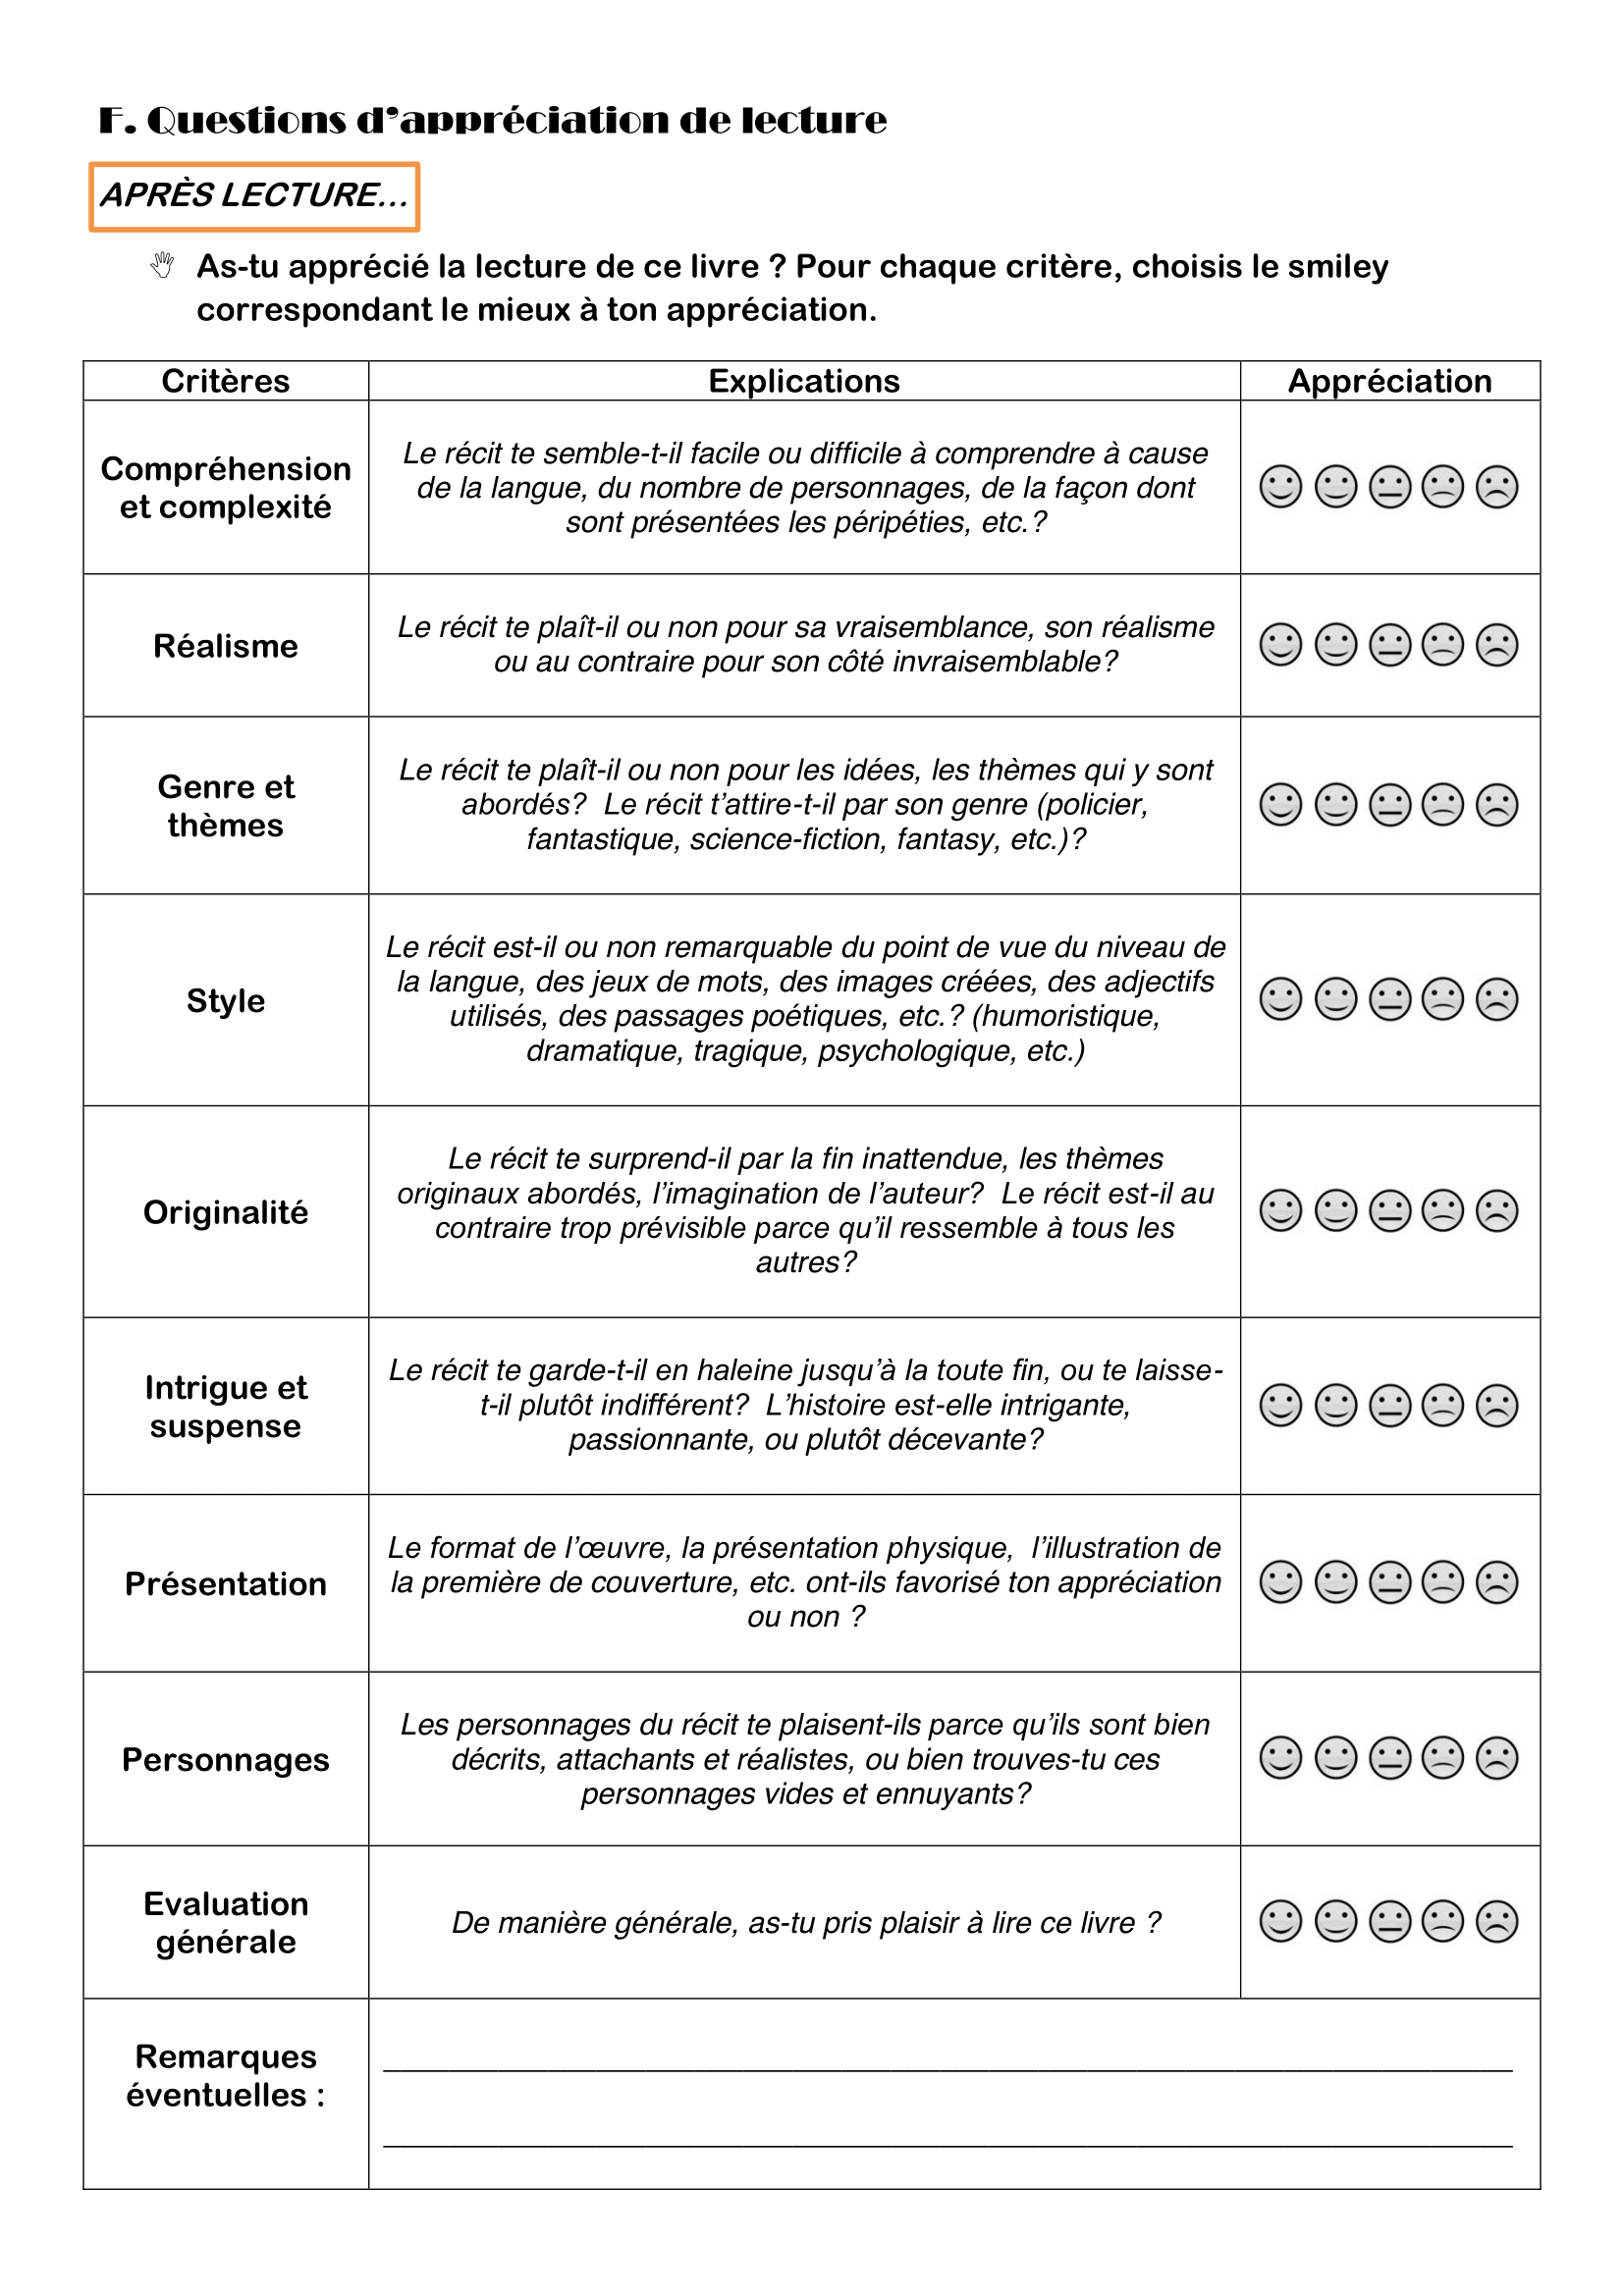 F. Questions d’appréciation de lecture
APRÈS LECTURE…
As-tu apprécié la lecture de ce livre ? Pour chaque critère, choisis le smiley
correspondant le mieux à ton appréciation.
Critères Explications Appréciation
Compréhension
et complexité
Le récit te semble-t-il facile ou difficile à comprendre à cause
de la langue, du nombre de personnages, de la façon dont
sont présentées les péripéties, etc.?
Réalisme
Le récit te plaît-il ou non pour sa vraisemblance, son réalisme
ou au contraire pour son côté invraisemblable?
Genre et
thèmes
Le récit te plaît-il ou non pour les idées, les thèmes qui y sont
abordés?  Le récit t’attire-t-il par son genre (policier,
fantastique, science-fiction, fantasy, etc.)?
Style
Le récit est-il ou non remarquable du point de vue du niveau de
la langue, des jeux de mots, des images créées, des adjectifs
utilisés, des passages poétiques, etc.? (humoristique,
dramatique, tragique, psychologique, etc.)
Originalité
Le récit te surprend-il par la fin inattendue, les thèmes
originaux abordés, l’imagination de l’auteur?  Le récit est-il au
contraire trop prévisible parce qu’il ressemble à tous les
autres?
Intrigue et
suspense
Le récit te garde-t-il en haleine jusqu’à la toute fin, ou te laisse-
t-il plutôt indifférent?  L’histoire est-elle intrigante,
passionnante, ou plutôt décevante?
Présentation
Le format de l’œuvre, la présentation physique,  l’illustration de
la première de couverture, etc. ont-ils favorisé ton appréciation
ou non ?
Personnages
Les personnages du récit te plaisent-ils parce qu’ils sont bien
décrits, attachants et réalistes, ou bien trouves-tu ces
personnages vides et ennuyants?
Evaluation
générale
De manière générale, as-tu pris plaisir à lire ce livre ?
Remarques
éventuelles :